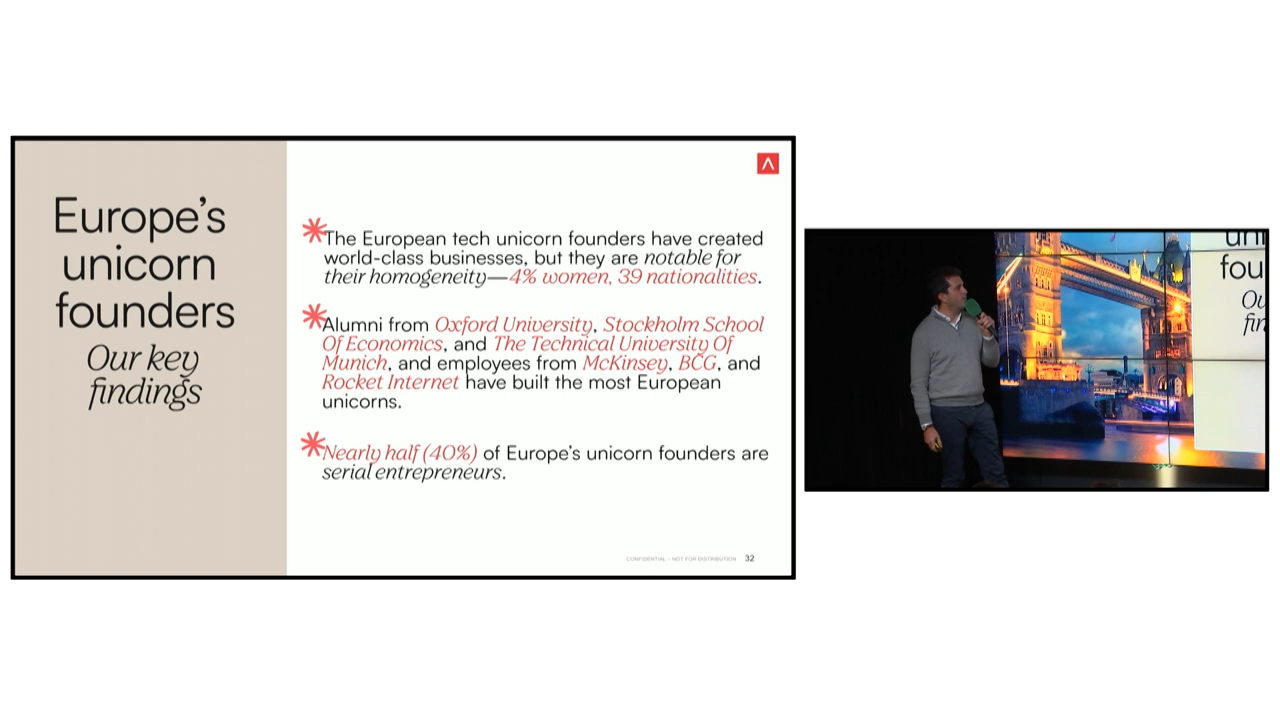 Europe's
unicorn
founders
Our key
findings
The European tech unicorn founders have created
world-class businesses, but they are notable for
their homogeneity—4% women, 39 nationalities.
Alumni from Oxford University, Stockholm School
Of Economics, and The Technical University Of
Munich, and employees from McKinsey, BCG, and
Rocket Internet have built the most European
unicorns.
Nearly half (40%) of Europe's unicorn founders are
serial entrepreneurs.
CONFIDENTIAL - NOT FOR DISTRIBUTION 32
uni
fou
Ou
fin